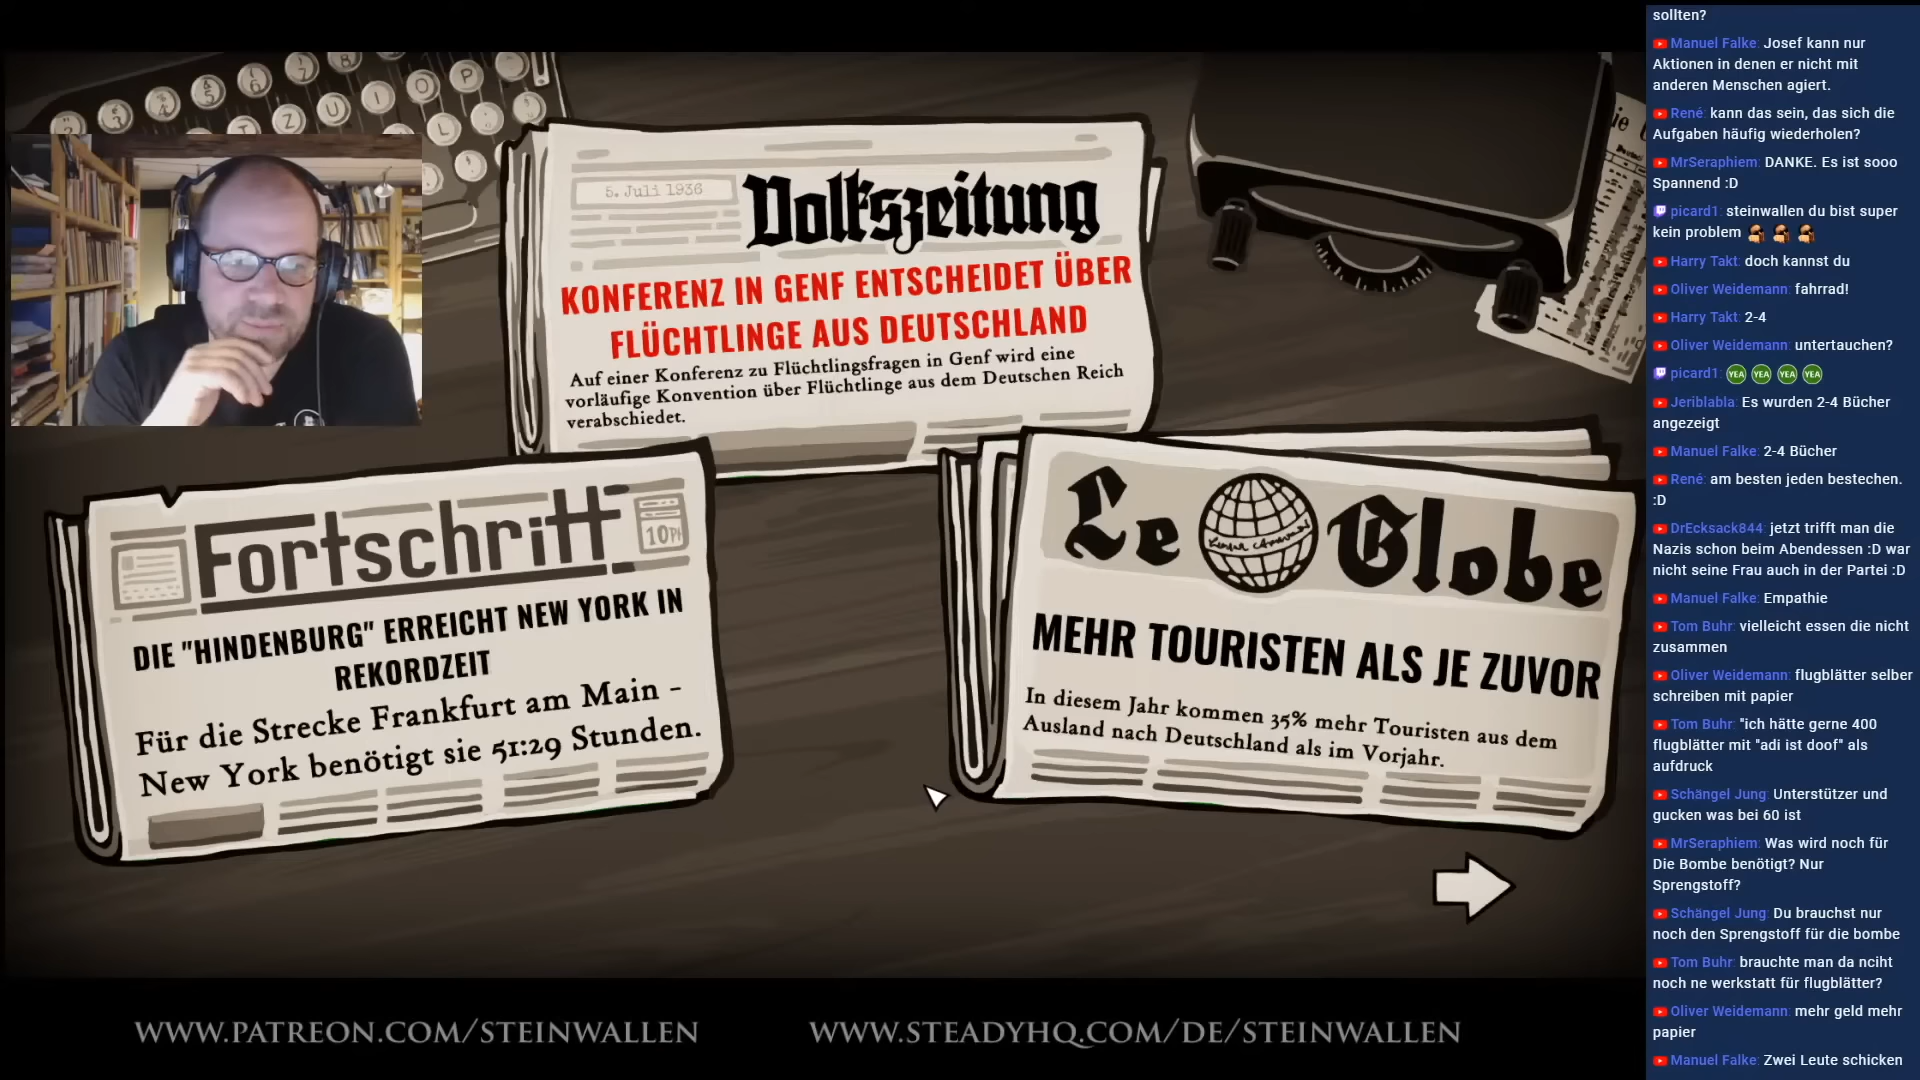 5. Juli 1936
Volkszeitung
KONFERENZ IN GENF ENTSCHEIDET ÜBER
FLÜCHTLINGE AUS DEUTSCHLAND
Auf einer Konferenz zu Flüchtlingsfragen in Genf wird eine
vorläufige Konvention über Flüchtlinge aus dem Deutschen Reich
verabschiedet.
Fortschritt
10Pf
DIE "HINDENBURG" ERREICHT NEW YORK IN
REKORDZEIT
Für die Strecke Frankfurt am Main -
New York benötigt sie 51:29 Stunden.
Le Globe
MEHR TOURISTEN ALS JE ZUVOR
In diesem Jahr kommen 35% mehr Touristen aus dem
Ausland nach Deutschland als im Vorjahr.
WWW.PATREON.COM/STEINWALLEN
WWW.STEADYHQ.COM/DE/STEINWALLEN
sollten?
Manuel Falke: Josef kann nur
Aktionen in denen er nicht mit
anderen Menschen agiert.
René: kann das sein, das sich die
Aufgaben häufig wiederholen?
MrSeraphiem: DANKE. Es ist sooo
Spannend :D
picard1: steinwallen du bist super
kein problem
Harry Takt: doch kannst du
Oliver Weidemann: fahrrad!
Harry Takt: 2-4
Oliver Weidemann: untertauchen?
picard1: YEA YEA YEA YEA
Jeriblabla: Es wurden 2-4 Bücher
angezeigt
Manuel Falke: 2-4 Bücher
René: am besten jeden bestechen.
:D
DrEcksack844: jetzt trifft man die
Nazis schon beim Abendessen :D war
nicht seine Frau auch in der Partei :D
Manuel Falke: Empathie
Tom Buhr: vielleicht essen die nicht
zusammen
Oliver Weidemann: flugblätter selber
schreiben mit papier
Tom Buhr: "ich hätte gerne 400
flugblätter mit "adi ist doof" als
aufdruck
Schängel Jung: Unterstützer und
gucken was bei 60 ist
MrSeraphiem: Was wird noch für
Die Bombe benötigt? Nur
Sprengstoff?
Schängel Jung: Du brauchst nur
noch den Sprengstoff für die bombe
Tom Buhr: brauchte man da nciht
noch ne werkstatt für flugblätter?
Oliver Weidemann: mehr geld mehr
papier
Manuel Falke: Zwei Leute schicken